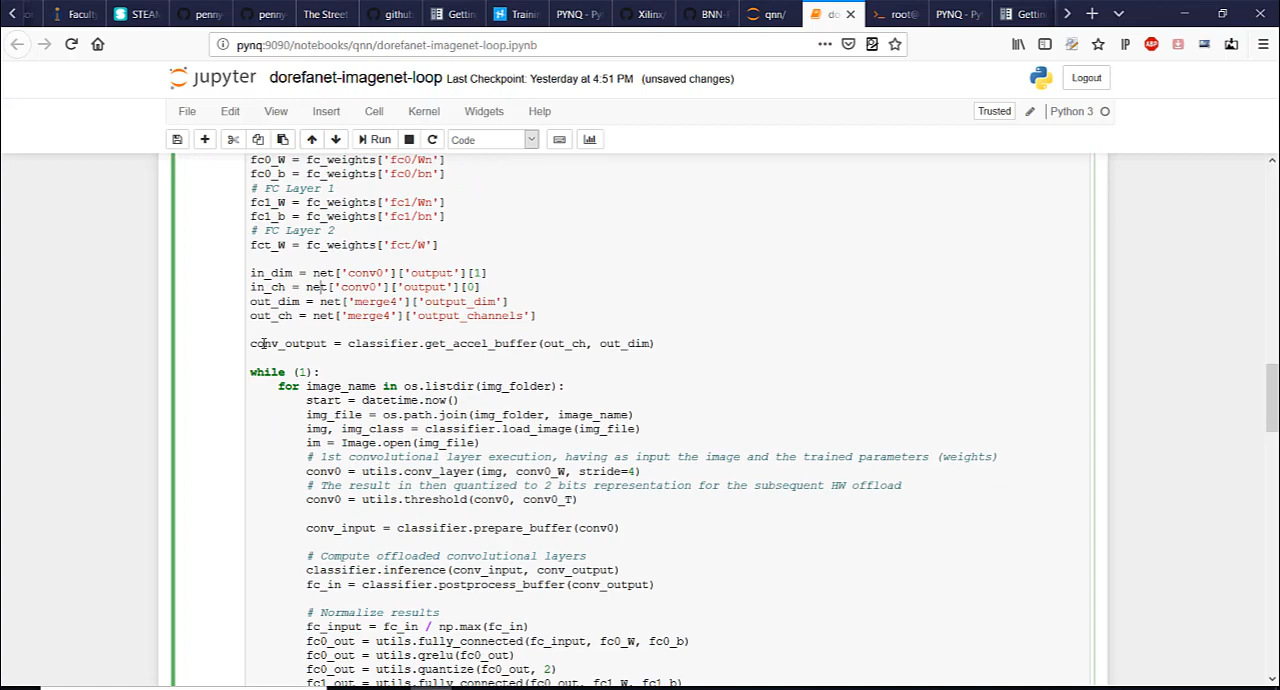 Faculty
STEAM
penny
penny
The Street
github
Gettin
Traini
PYNQ - Py
Xilinx/
BNN-P
qnn/
do
root@
PYNQ - Py
Gettin
pynq:9090/notebooks/qnn/dorefanet-imagenet-loop.ipynb
IP
ABP
jupyter dorefanet-imagenet-loop Last Checkpoint: Yesterday at 4:51 PM (unsaved changes)
Logout
File Edit View Insert Cell Kernel Widgets Help
Trusted
Python 3
Run
Code
fc0_W = fc_weights['fc0/Wn']
fc0_b = fc_weights['fc0/bn']
# FC Layer 1
fc1_W = fc_weights['fc1/Wn']
fc1_b = fc_weights['fc1/bn']
# FC Layer 2
fct_W = fc_weights['fct/W']
in_dim = net['conv0']['output'][1]
in_ch = net['conv0']['output'][0]
out_dim = net['merge4']['output_dim']
out_ch = net['merge4']['output_channels']
conv_output = classifier.get_accel_buffer(out_ch, out_dim)
while (1):
for image_name in os.listdir(img_folder):
start = datetime.now()
img_file = os.path.join(img_folder, image_name)
img, img_class = classifier.load_image(img_file)
im = Image.open(img_file)
# 1st convolutional layer execution, having as input the image and the trained parameters (weights)
conv0 = utils.conv_layer(img, conv0_W, stride=4)
# The result in then quantized to 2 bits representation for the subsequent HW offload
conv0 = utils.threshold(conv0, conv0_T)
conv_input = classifier.prepare_buffer(conv0)
# Compute offloaded convolutional layers
classifier.inference(conv_input, conv_output)
fc_in = classifier.postprocess_buffer(conv_output)
# Normalize results
fc_input = fc_in / np.max(fc_in)
fc0_out = utils.fully_connected(fc_input, fc0_W, fc0_b)
fc0_out = utils.qrelu(fc0_out)
fc0_out = utils.quantize(fc0_out, 2)
fc1_out = utils.fully_connected(fc0_out, fc1_W, fc1_b)